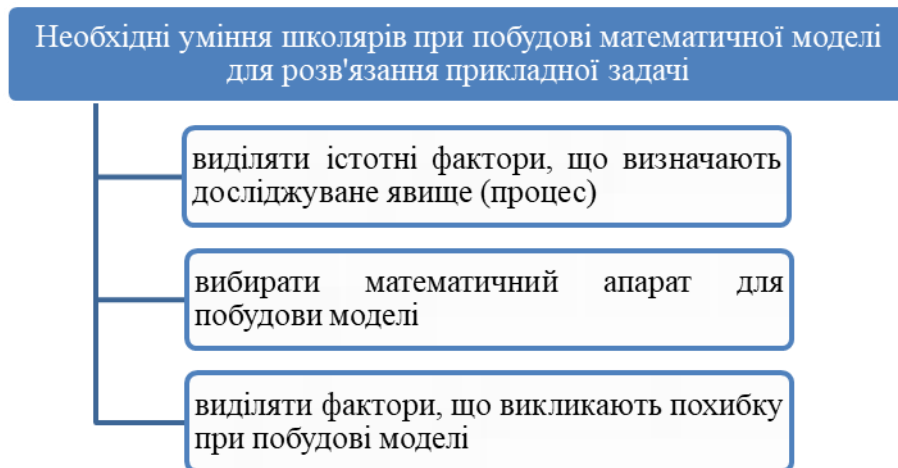 Необхідні уміння школярів при побудові математичної моделі
для розв'язання прикладної задачі
виділяти істотні фактори, що визначають
досліджуване явище (процес)
вибирати математичний апарат для
побудови моделі
виділяти фактори, що викликають похибку
при побудові моделі